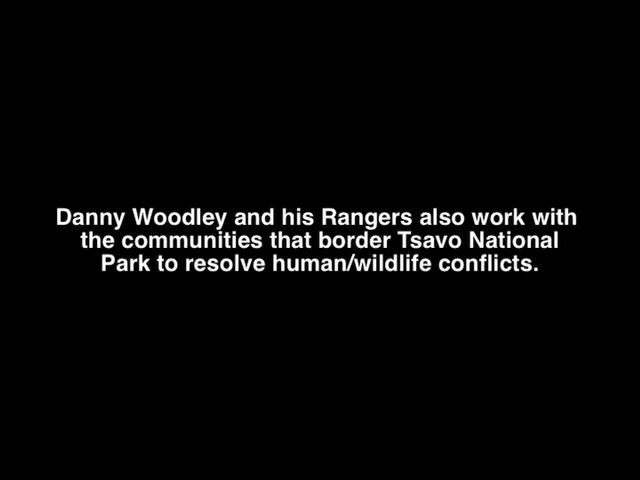 Danny Woodley and his Rangers also work with
the communities that border Tsavo National
Park to resolve human/wildlife conflicts.